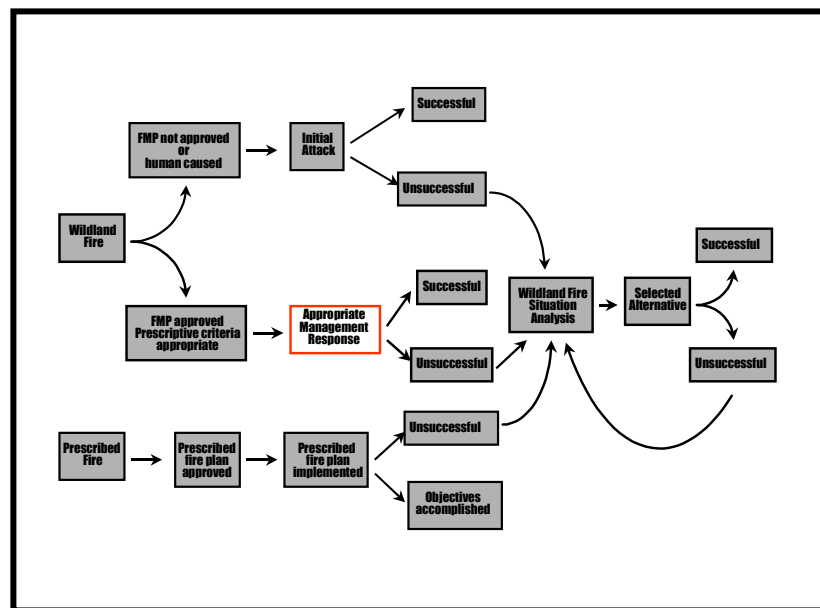 Successful
FMP not approved
or
human caused
Initial
Attack
Unsuccessful
Wildland
Fire
Successful
Successful
Wildland Fire
Situation
Analysis
Selected
Alternative
FMP approved
Prescriptive criteria
appropriate
Appropriate
Management
Response
Unsuccessful
Unsuccessful
Unsuccessful
Prescribed
Fire
Prescribed
fire plan
approved
Prescribed
fire plan
implemented
Objectives
accomplished